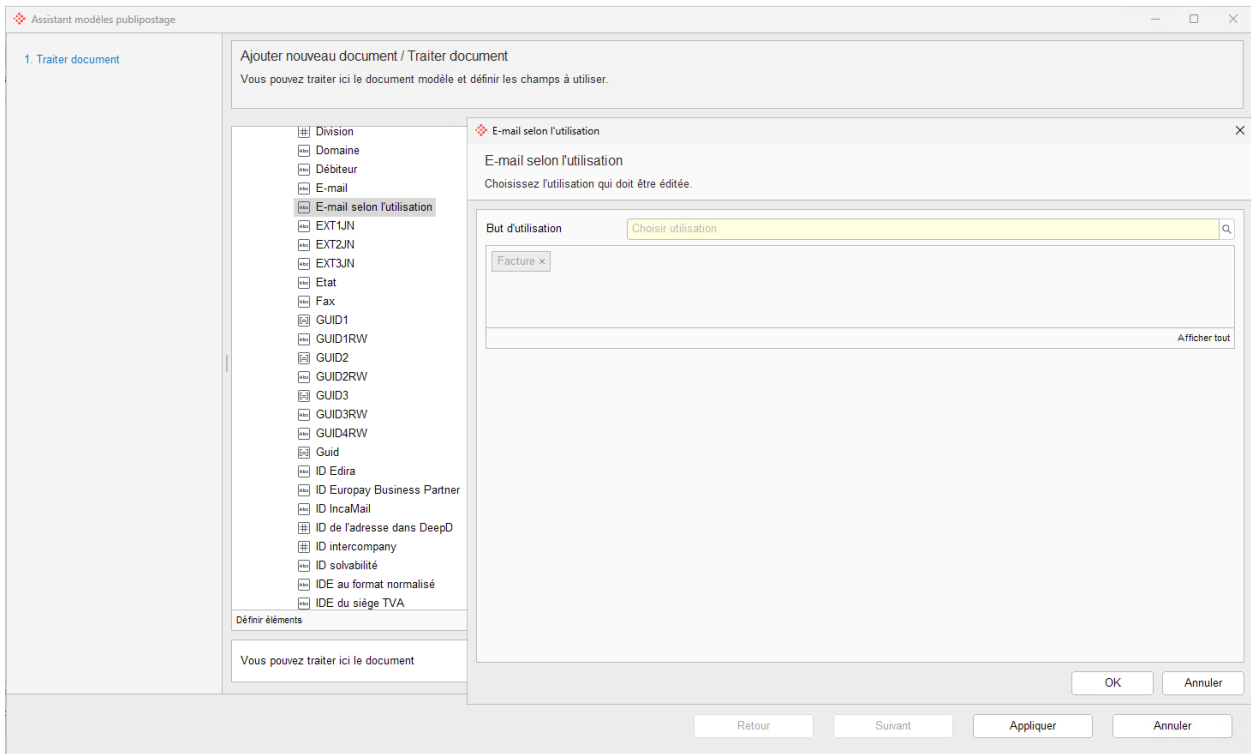 Assistant modèles publipostage
1. Traiter document
Ajouter nouveau document / Traiter document
Vous pouvez traiter ici le document modèle et définir les champs à utiliser.
Division
Domaine
Débiteur
E-mail
E-mail selon l'utilisation
EXT1JN
EXT2JN
EXT3JN
Etat
Fax
GUID1
GUID1RW
GUID2
GUID2RW
GUID3
GUID3RW
GUID4RW
Guid
ID Edira
ID Europay Business Partner
ID IncaMail
ID de l'adresse dans DeepD
ID intercompany
ID solvabilité
IDE au format normalisé
IDE du siège TVA
Définir éléments
Vous pouvez traiter ici le document
E-mail selon l'utilisation
E-mail selon l'utilisation
Choisissez l'utilisation qui doit être éditée.
But d'utilisation
Choisir utilisation
Facture ×
Afficher tout
OK Annuler
Retour Suivant Appliquer Annuler